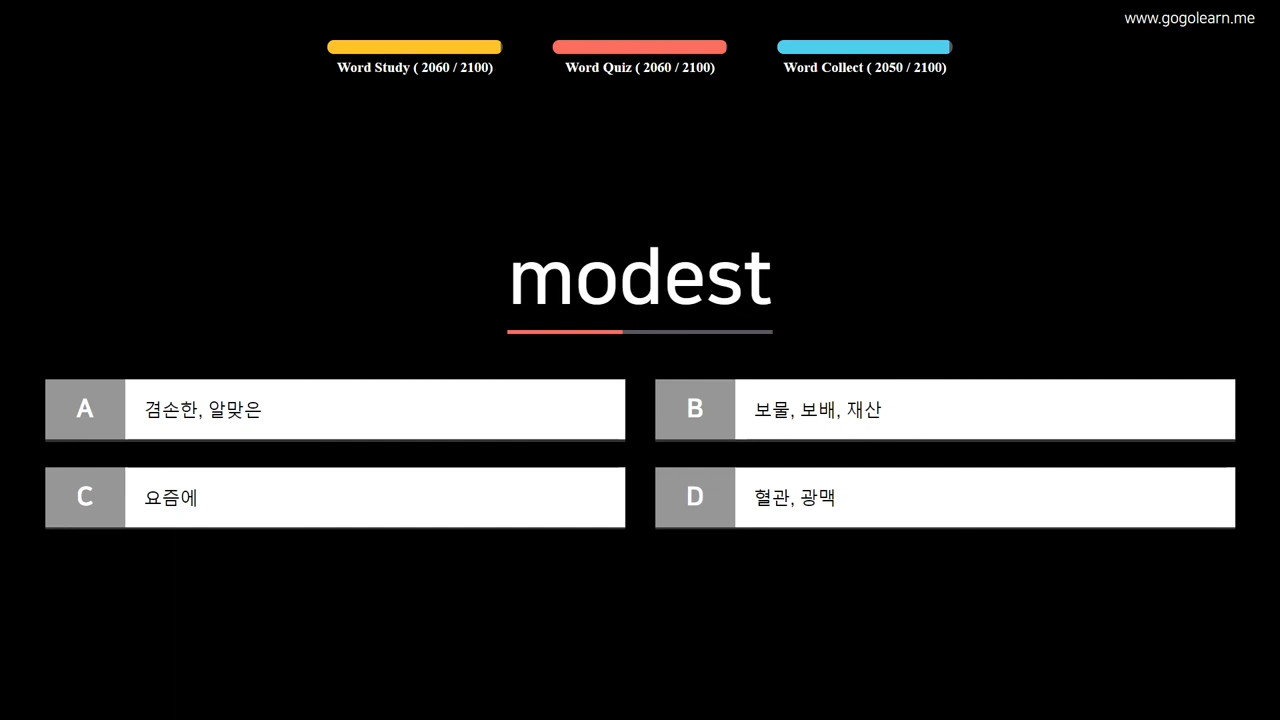 www.gogolearn.me
Word Study ( 2060 / 2100)
Word Quiz ( 2060 / 2100)
Word Collect ( 2050 / 2100)
modest
A 겸손한, 알맞은
B 보물, 보배, 재산
C 요즘에
D 혈관, 광맥